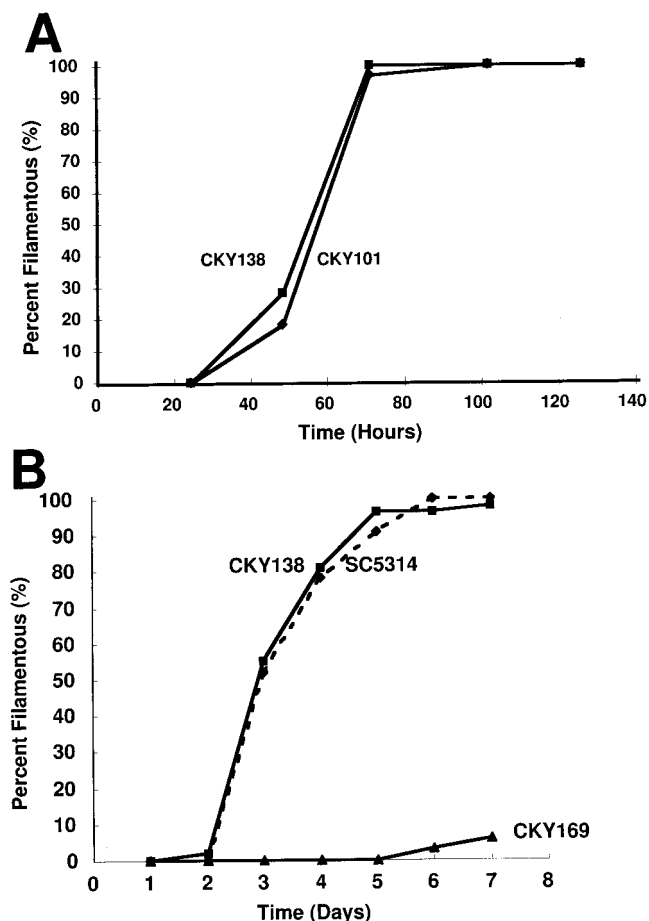 A
Percent Filamentous (%)
100
90
80
70
60
50
40
30
20
10
0
CKY138
CKY101
0 20 40 60 80 100 120 140
Time (Hours)
B
Percent Filamentous (%)
100
90
80
70
60
50
40
30
20
10
0
CKY138
SC5314
CKY169
0 1 2 3 4 5 6 7 8
Time (Days)